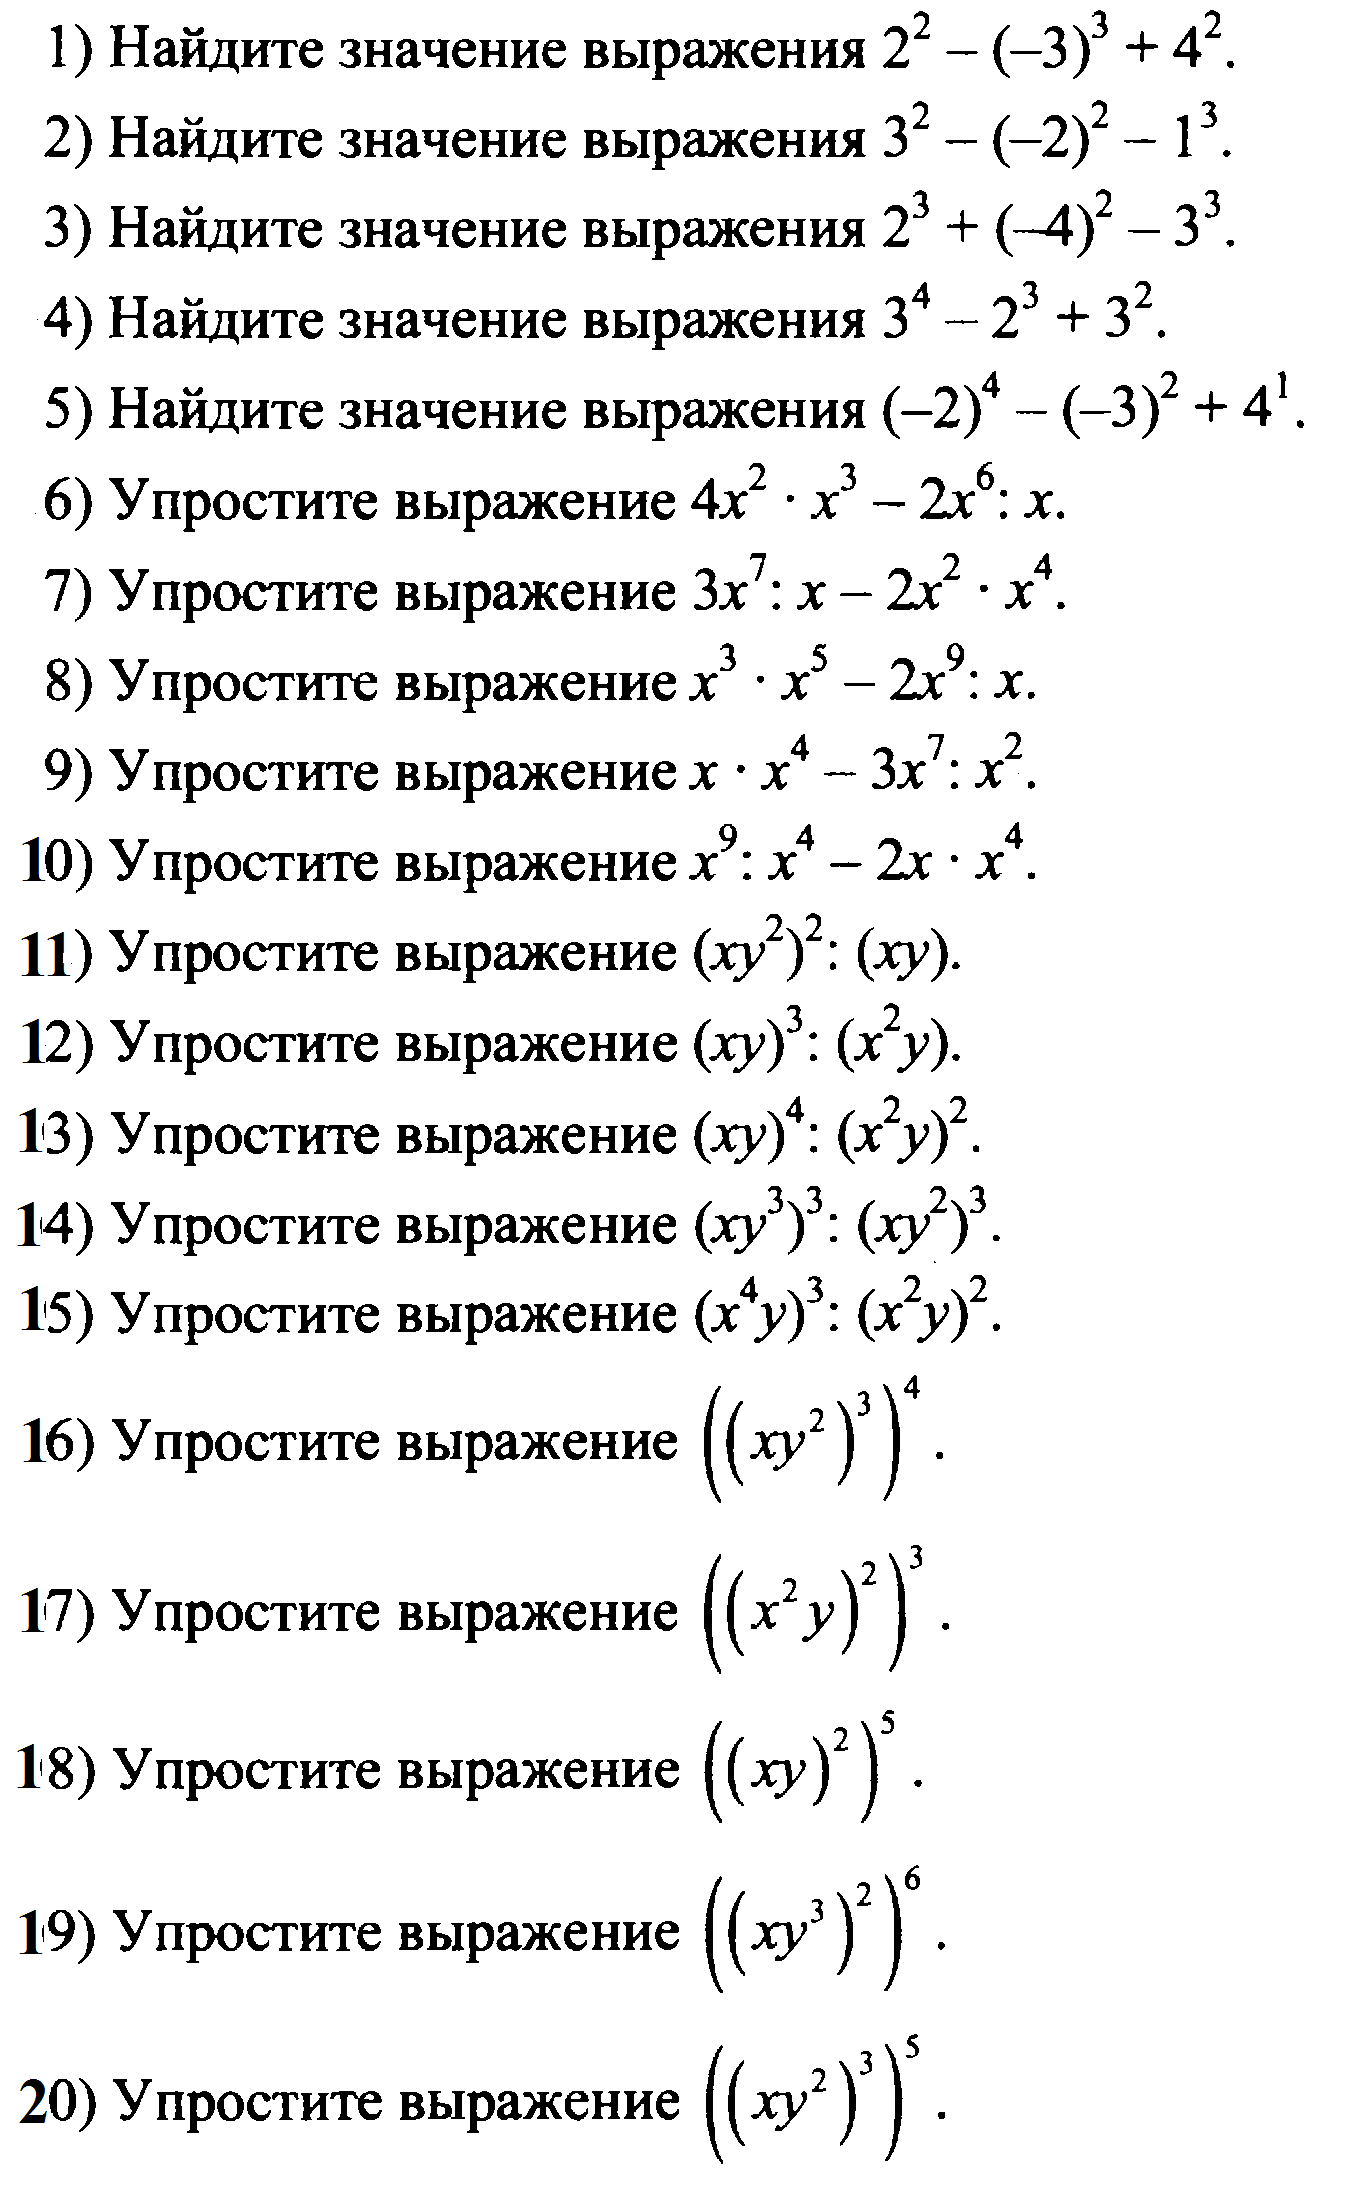 1) Найдите значение выражения 2² – (–3)³ + 4².
2) Найдите значение выражения 3² – (–2)² – 1³.
3) Найдите значение выражения 2³ + (–4)² – 3³.
4) Найдите значение выражения 3⁴ – 2³ + 3².
5) Найдите значение выражения (–2)⁴ – (–3)² + 4¹.
6) Упростите выражение 4x² · x³ – 2x⁶: x.
7) Упростите выражение 3x⁷: x – 2x² · x⁴.
8) Упростите выражение x³ · x⁵ – 2x⁹: x.
9) Упростите выражение x · x⁴ – 3x⁷: x².
10) Упростите выражение x⁹: x⁴ – 2x · x⁴.
11) Упростите выражение (xy²)²: (xy).
12) Упростите выражение (xy)³: (x²y).
13) Упростите выражение (xy)⁴: (x²y)².
14) Упростите выражение (xy³)³: (xy²)³.
15) Упростите выражение (x⁴y)³: (x²y)².
16) Упростите выражение ((xy²)³)⁴.
17) Упростите выражение ((x²y)²)³.
18) Упростите выражение ((xy)²)⁵.
19) Упростите выражение ((xy³)²)⁶.
20) Упростите выражение ((xy²)³)⁵.